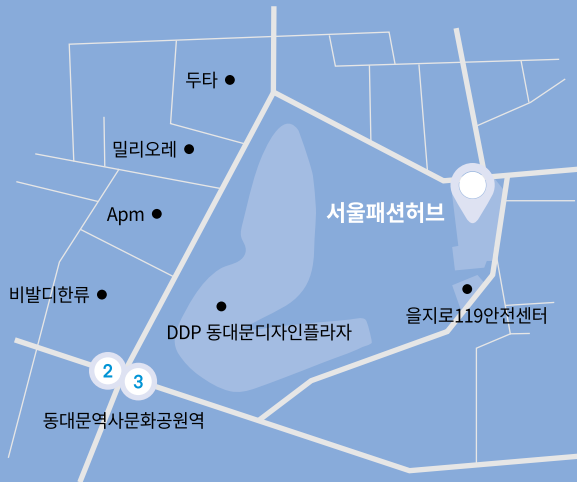 두타
밀리오레
Apm
서울패션허브
비발디한류
을지로119안전센터
DDP 동대문디자인플라자
2
3
동대문역사문화공원역